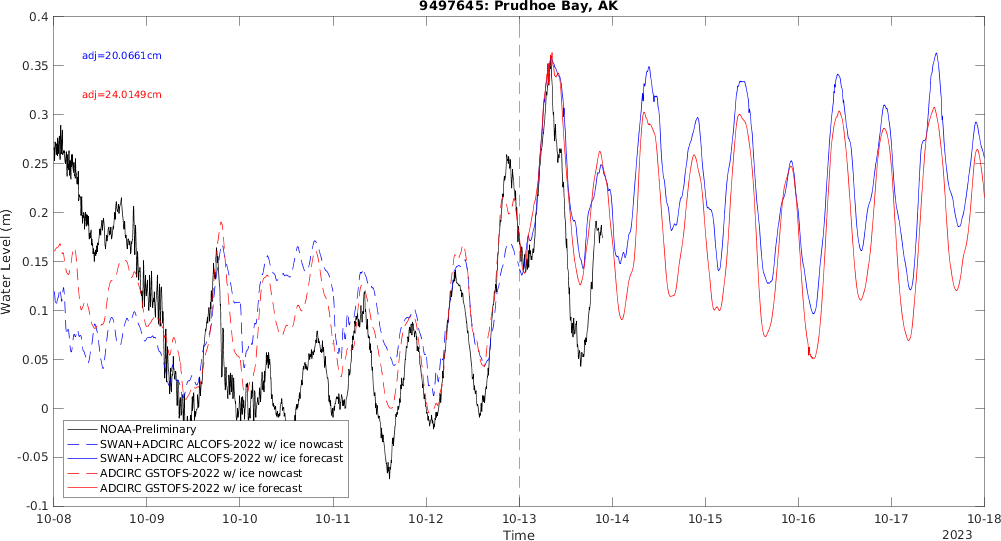 9497645: Prudhoe Bay, AK
0.4
adj=20.0661cm
0.35
adj=24.0149cm
0.3
0.25
0.2
0.15
0.1
0.05
0
-0.05
-0.1
Water Level (m)
NOAA-Preliminary
SWAN+ADCIRC ALCOFS-2022 w/ ice nowcast
SWAN+ADCIRC ALCOFS-2022 w/ ice forecast
ADCIRC GSTOFS-2022 w/ ice nowcast
ADCIRC GSTOFS-2022 w/ ice forecast
10-08 10-09 10-10 10-11 10-12 10-13 10-14 10-15 10-16 10-17 10-18
Time
2023